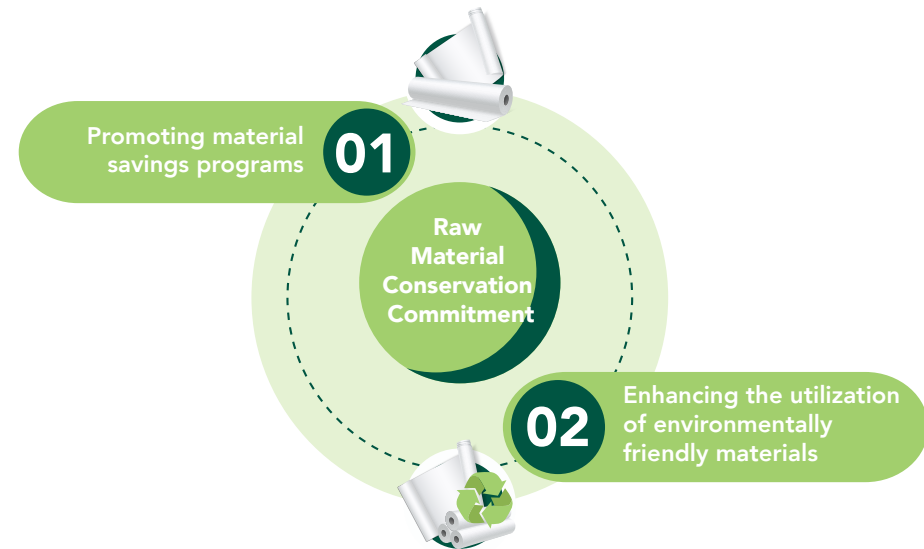 Promoting material
savings programs
01
Raw
Material
Conservation
Commitment
02
Enhancing the utilization
of environmentally
friendly materials